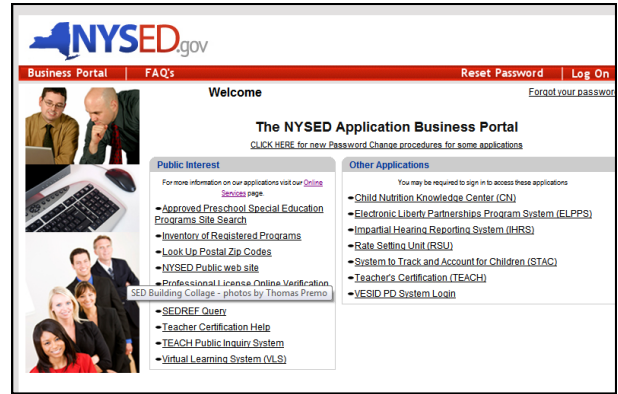 NYSED.gov
Business Portal | FAQ's Reset Password | Log On
Welcome
Forgot your passwor
The NYSED Application Business Portal
CLICK HERE for new Password Change procedures for some applications
Public Interest
For more information on our applications visit our Online
Services page.
Approved Preschool Special Education
Programs Site Search
Inventory of Registered Programs
Look Up Postal Zip Codes
NYSED Public web site
Professional License Online Verification
SED Building Collage - photos by Thomas Premo
SEDREF Query
Teacher Certification Help
TEACH Public Inquiry System
Virtual Learning System (VLS)
Other Applications
You may be required to sign in to access these applications
Child Nutrition Knowledge Center (CN)
Electronic Liberty Partnerships Program System (ELPPS)
Impartial Hearing Reporting System (IHRS)
Rate Setting Unit (RSU)
System to Track and Account for Children (STAC)
Teacher's Certification (TEACH)
VESID PD System Login